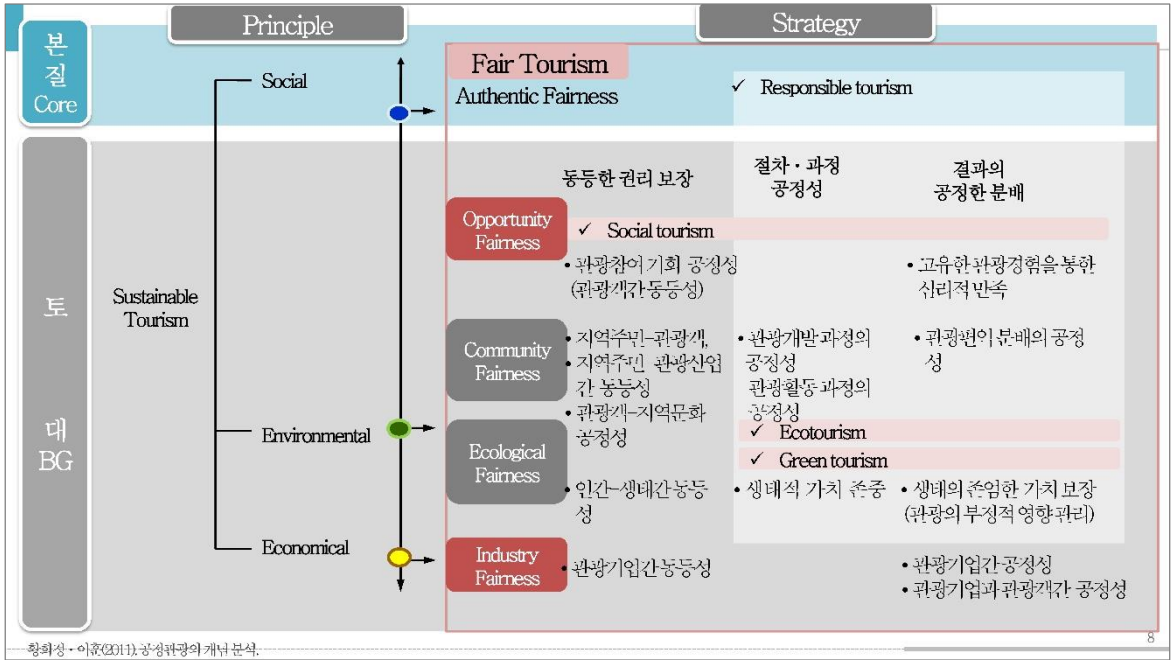 Principle
Strategy
본
질
Core
Social
Fair Tourism
Authentic Fairness
✓ Responsible tourism
동등한 권리 보장
절차·과정
공정성
결과의
공정한 분배
Opportunity
Fairness
✓ Social tourism
• 관광참여 기회 공정성
(관광객간 동등성)
• 고유한 관광경험을 통한
심리적 만족
토
대
BG
Sustainable
Tourism
Community
Fairness
• 지역주민-관광객,
• 지역주민 관광산업
간 동등성
• 관광객-지역문화
공정성
• 관광개발 과정의
공정성
관광활동 과정의
공정성
• 관광편익 분배의 공정
성
Environmental
Ecological
Fairness
✓ Ecotourism
✓ Green tourism
• 인간-생태간 동등
성
• 생태적 가치 존중
• 생태의 존엄한 가치 보장
(관광의 부정적 영향 관리)
Economical
Industry
Fairness
• 관광기업간 동등성
• 관광기업간 공정성
• 관광기업과 관광객간 공정성
황희정·이훈(2011). 공정관광의 개념 분석.
8